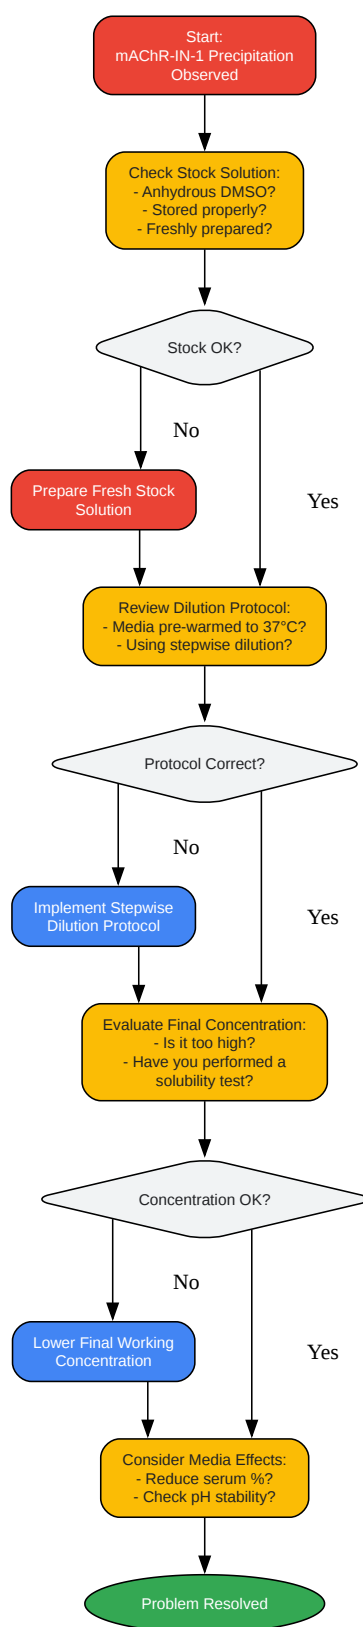 Start:
mAChR-IN-1 Precipitation
Observed
Check Stock Solution:
- Anhydrous DMSO?
- Stored properly?
- Freshly prepared?
Stock OK?
No
Prepare Fresh Stock
Solution
Yes
Review Dilution Protocol:
- Media pre-warmed to 37°C?
- Using stepwise dilution?
Protocol Correct?
No
Implement Stepwise
Dilution Protocol
Yes
Evaluate Final Concentration:
- Is it too high?
- Have you performed a
solubility test?
Concentration OK?
No
Lower Final Working
Concentration
Yes
Consider Media Effects:
- Reduce serum %?
- Check pH stability?
Problem Resolved